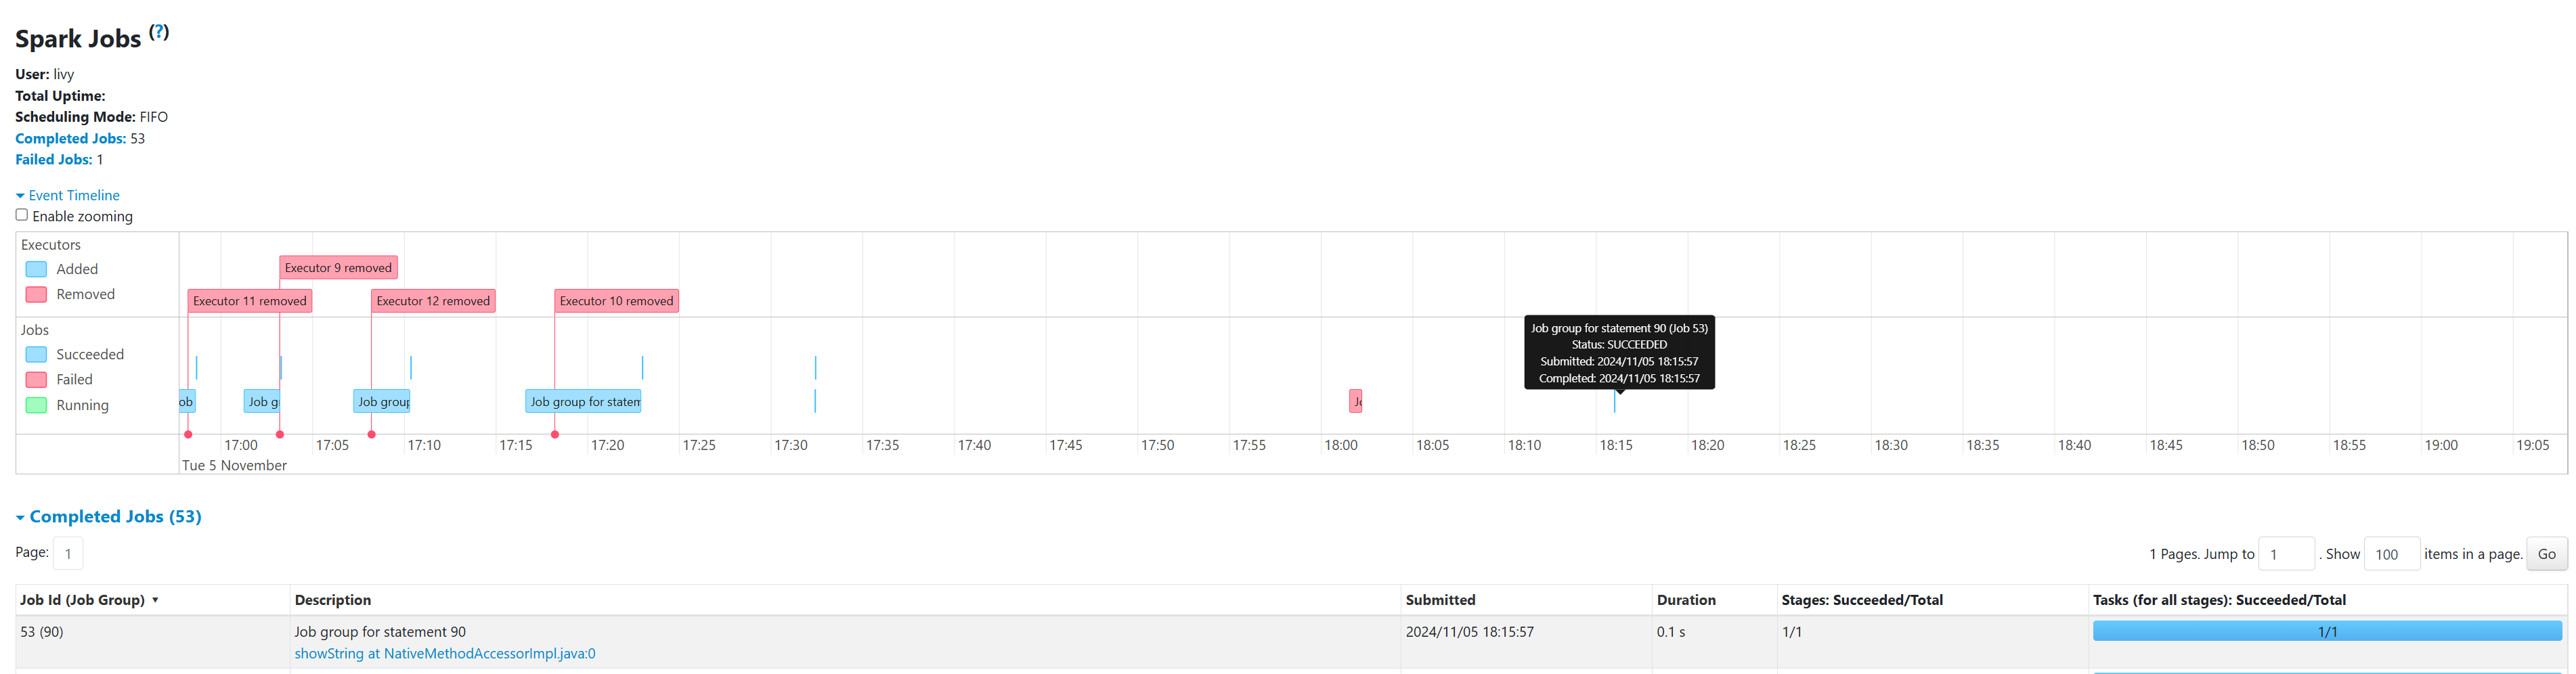 Spark Jobs (?)
User: livy
Total Uptime:
Scheduling Mode: FIFO
Completed Jobs: 53
Failed Jobs: 1
Event Timeline
Enable zooming
Executors
Added
Removed
Executor 9 removed
Executor 11 removed
Executor 12 removed
Executor 10 removed
Jobs
Succeeded
Failed
Running
ob
Job g
Job group
Job group for statem
Jo
Job group for statement 90 (Job 53)
Status: SUCCEEDED
Submitted: 2024/11/05 18:15:57
Completed: 2024/11/05 18:15:57
17:00 17:05 17:10 17:15 17:20 17:25 17:30 17:35 17:40 17:45 17:50 17:55 18:00 18:05 18:10 18:15 18:20 18:25 18:30 18:35 18:40 18:45 18:50 18:55 19:00 19:05
Tue 5 November
Completed Jobs (53)
Page: 1
1 Pages. Jump to 1 . Show 100 items in a page. Go
Job Id (Job Group) ▾ Description Submitted Duration Stages: Succeeded/Total Tasks (for all stages): Succeeded/Total
53 (90) Job group for statement 90 2024/11/05 18:15:57 0.1 s 1/1 1/1
showString at NativeMethodAccessorImpl.java:0